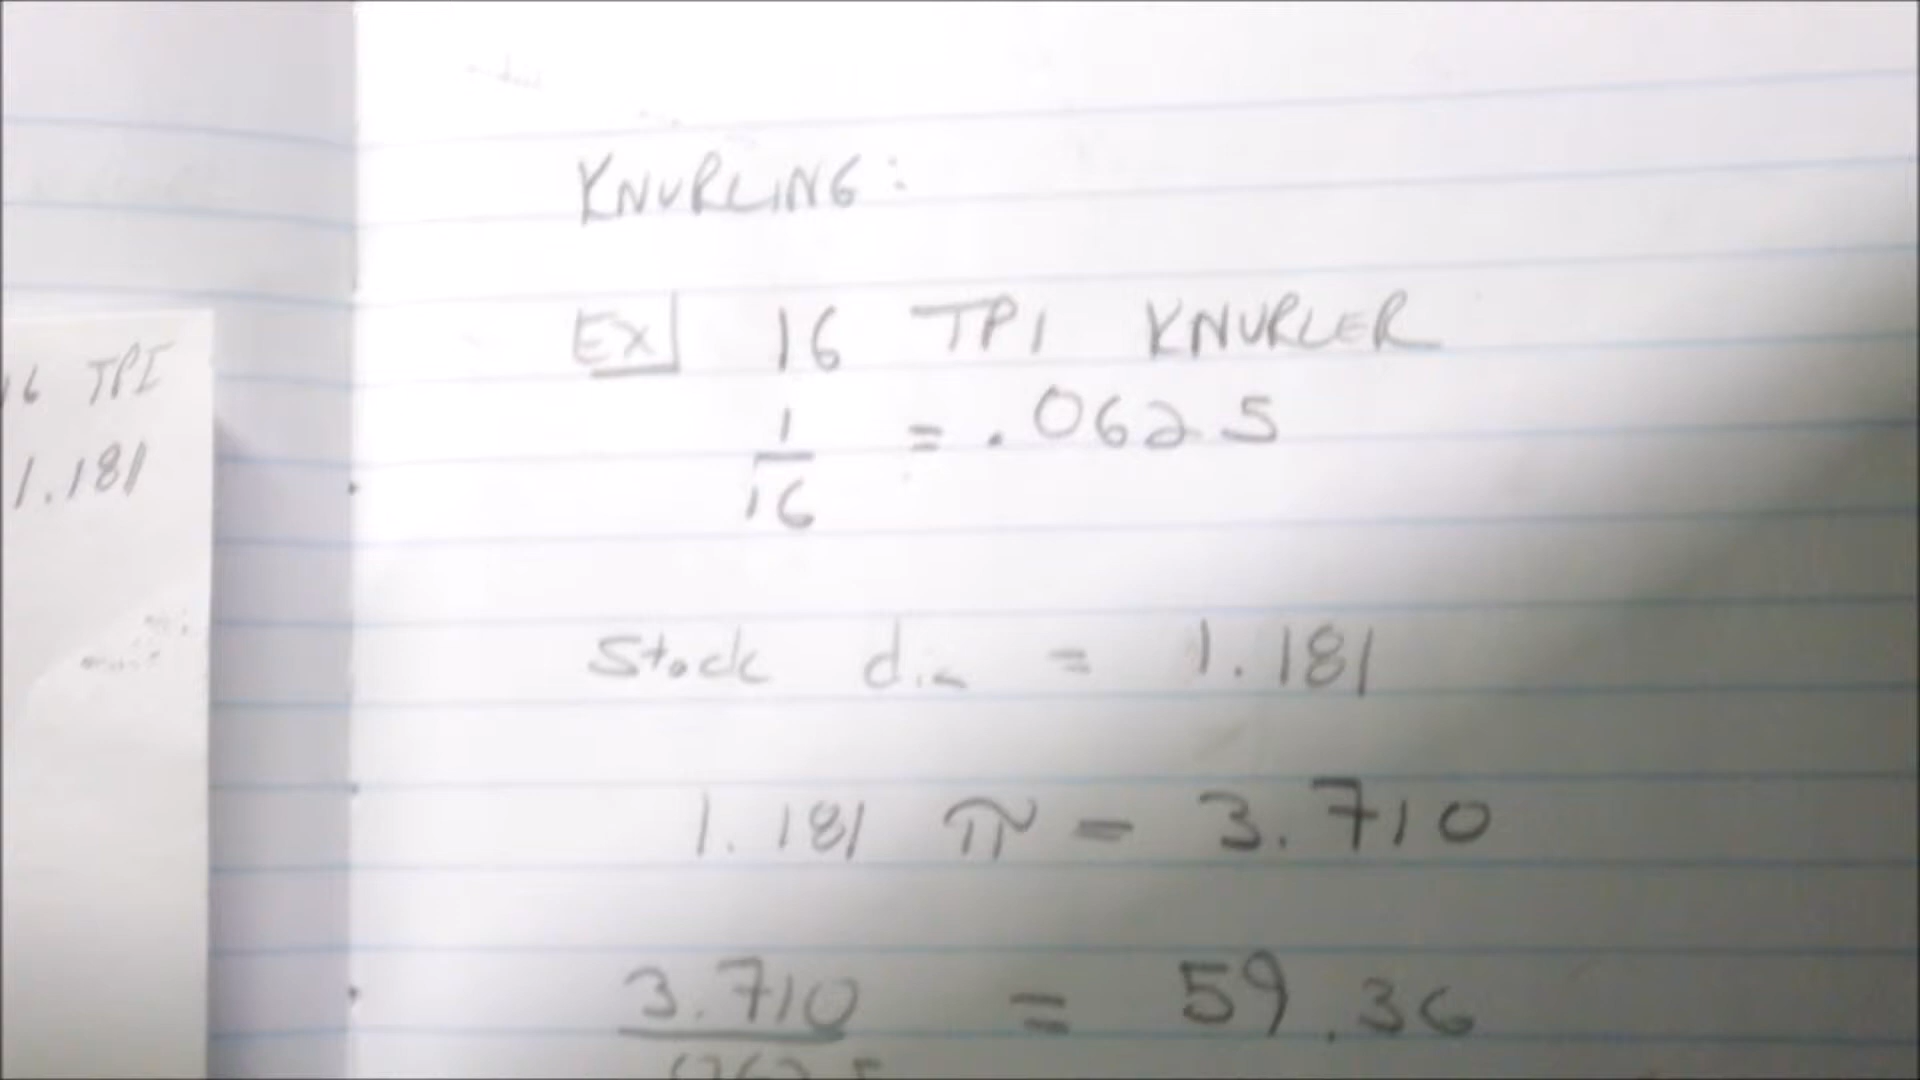 16 TPI
1.181
KNURLING:
EX 16 TPI KNURLER
1/16 = .0625
Stock dia = 1.181
1.181 π = 3.710
3.710 = 59.36